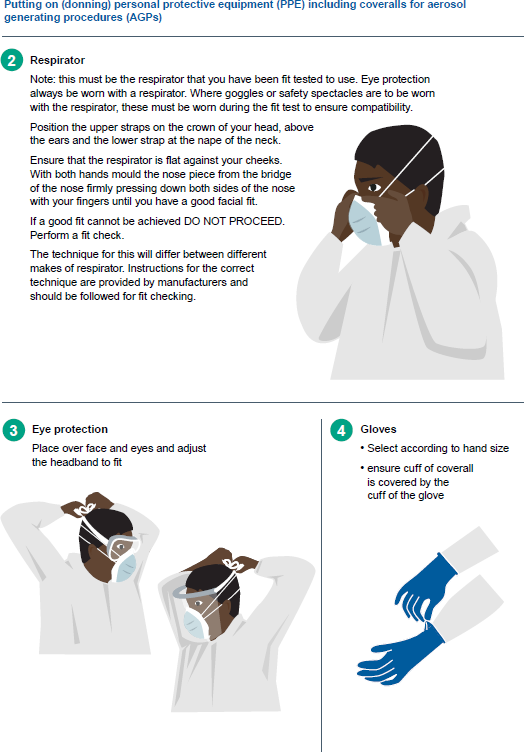 Putting on (donning) personal protective equipment (PPE) including coveralls for aerosol
generating procedures (AGPs)
2 Respirator
Note: this must be the respirator that you have been fit tested to use. Eye protection
always be worn with a respirator. Where goggles or safety spectacles are to be worn
with the respirator, these must be worn during the fit test to ensure compatibility.
Position the upper straps on the crown of your head, above
the ears and the lower strap at the nape of the neck.
Ensure that the respirator is flat against your cheeks.
With both hands mould the nose piece from the bridge
of the nose firmly pressing down both sides of the nose
with your fingers until you have a good facial fit.
If a good fit cannot be achieved DO NOT PROCEED.
Perform a fit check.
The technique for this will differ between different
makes of respirator. Instructions for the correct
technique are provided by manufacturers and
should be followed for fit checking.
3 Eye protection
Place over face and eyes and adjust
the headband to fit
4 Gloves
• Select according to hand size
• ensure cuff of coverall
is covered by the
cuff of the glove